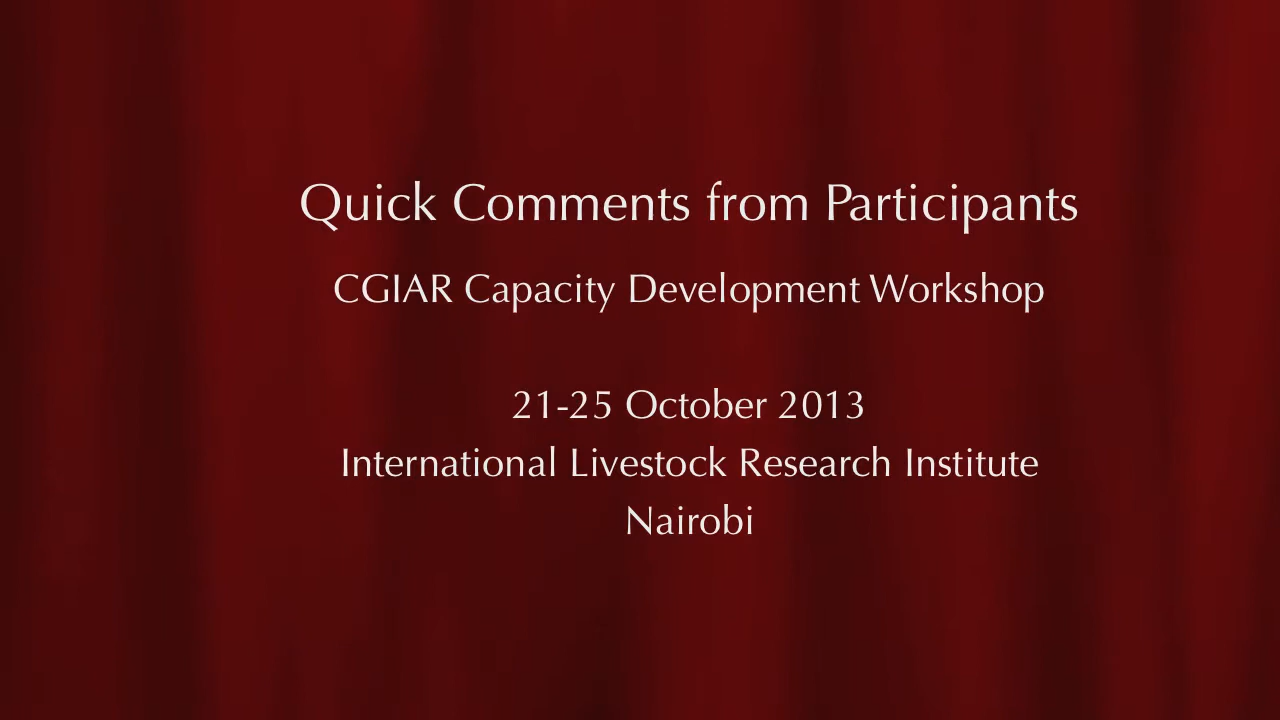 Quick Comments from Participants
CGIAR Capacity Development Workshop
21-25 October 2013
International Livestock Research Institute
Nairobi